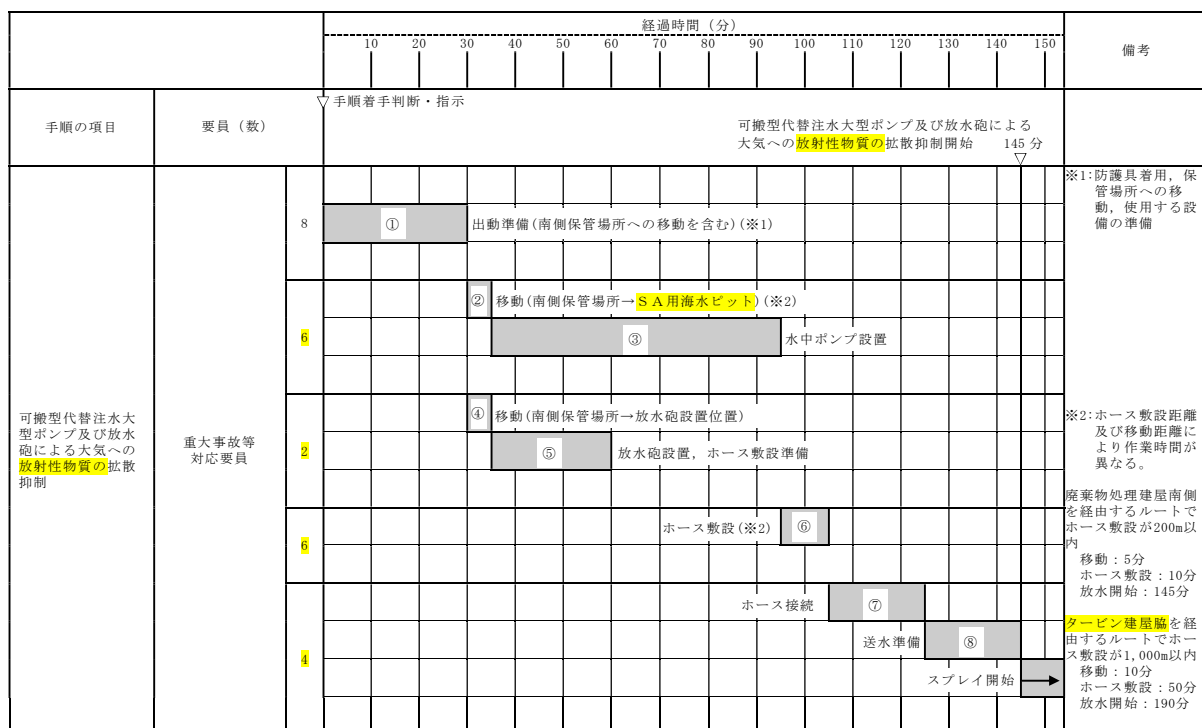 経過時間（分）
10 20 30 40 50 60 70 80 90 100 110 120 130 140 150
備考
手順の項目
要員（数）
▽手順着手判断・指示
可搬型代替注水大型ポンプ及び放水砲による
大気への放射性物質の拡散抑制開始 145分
▽
可搬型代替注水大
型ポンプ及び放水
砲による大気への
放射性物質の拡散
抑制
重大事故等
対応要員
8
① 出動準備(南側保管場所への移動を含む)(※1)
6
② 移動(南側保管場所→ＳＡ用海水ピット)(※2)
③ 水中ポンプ設置
2
④ 移動(南側保管場所→放水砲設置位置)
⑤ 放水砲設置，ホース敷設準備
6
ホース敷設(※2) ⑥
4
ホース接続 ⑦
送水準備 ⑧
スプレイ開始
※1:防護具着用，保
管場所への移
動，使用する設
備の準備
※2:ホース敷設距離
及び移動距離に
より作業時間が
異なる。
廃棄物処理建屋南側
を経由するルートで
ホース敷設が200m以
内
移動：5分
ホース敷設：10分
放水開始：145分
タービン建屋脇を経
由するルートでホー
ス敷設が1,000m以内
移動：10分
ホース敷設：50分
放水開始：190分